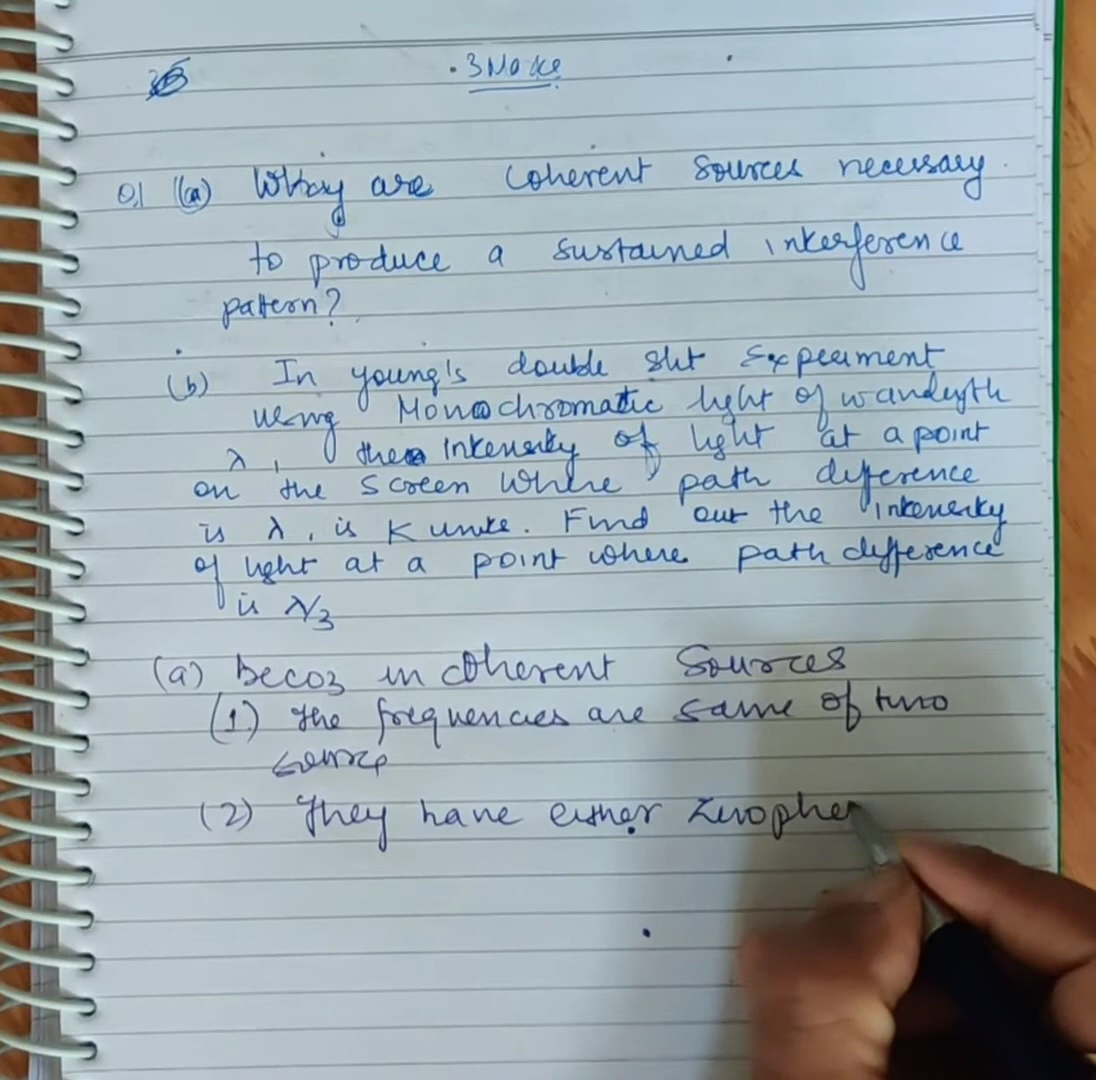 3 Marks
Q1 (a) Why are Coherent Sources necessary
to produce a sustained interference
pattern?
(b) In young's double slit Experiment
using Monochromatic light of wavelength
λ, the intensity of light at a point
on the screen where path difference
is λ, is K units. Find out the intensity
of light at a point where path difference
is λ/3
(a) Becoz in coherent Sources
(1) the frequencies are same of two
source
(2) They have either zero phe